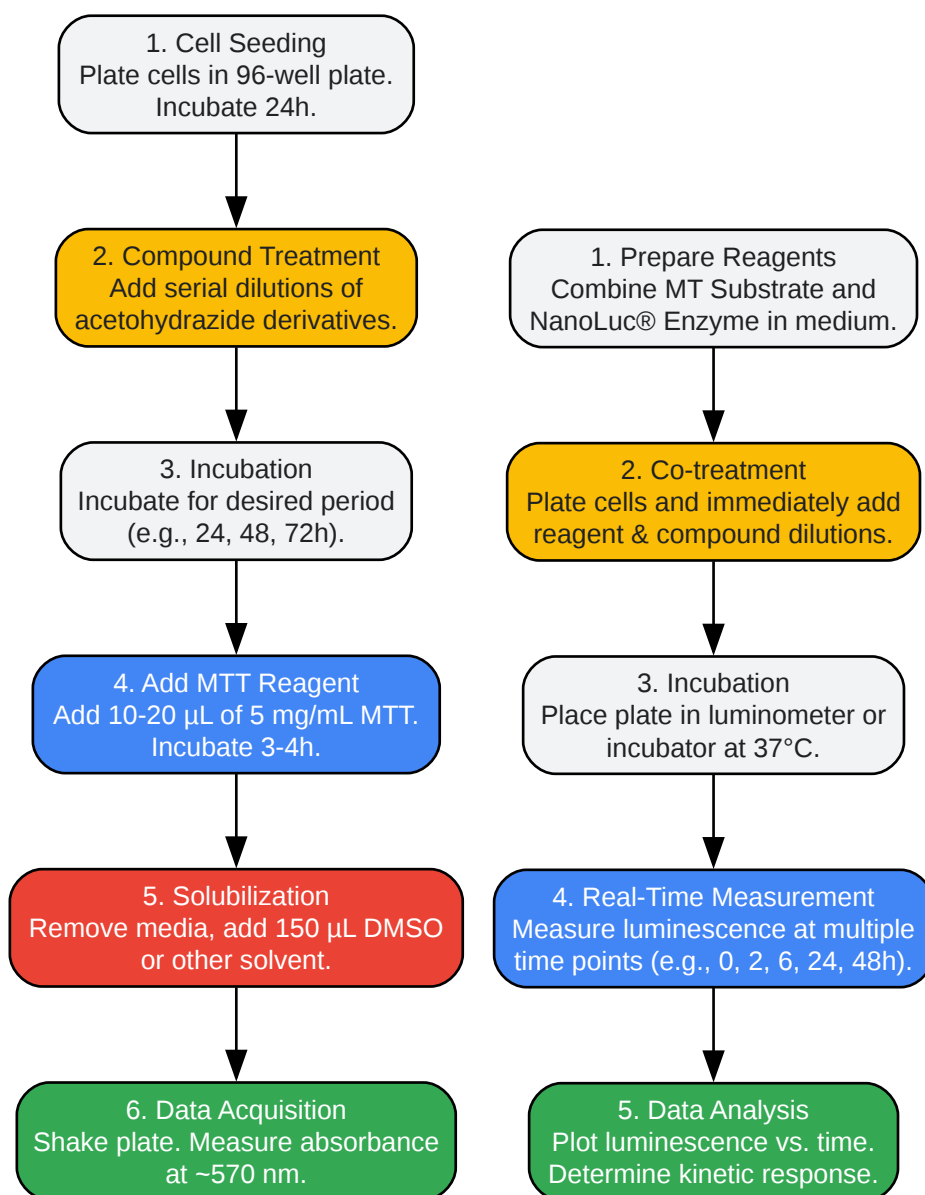 1. Cell Seeding
Plate cells in 96-well plate.
Incubate 24h.
2. Compound Treatment
Add serial dilutions of
acetohydrazide derivatives.
3. Incubation
Incubate for desired period
(e.g., 24, 48, 72h).
4. Add MTT Reagent
Add 10-20 µL of 5 mg/mL MTT.
Incubate 3-4h.
5. Solubilization
Remove media, add 150 µL DMSO
or other solvent.
6. Data Acquisition
Shake plate. Measure absorbance
at ~570 nm.
1. Prepare Reagents
Combine MT Substrate and
NanoLuc® Enzyme in medium.
2. Co-treatment
Plate cells and immediately add
reagent & compound dilutions.
3. Incubation
Place plate in luminometer or
incubator at 37°C.
4. Real-Time Measurement
Measure luminescence at multiple
time points (e.g., 0, 2, 6, 24, 48h).
5. Data Analysis
Plot luminescence vs. time.
Determine kinetic response.